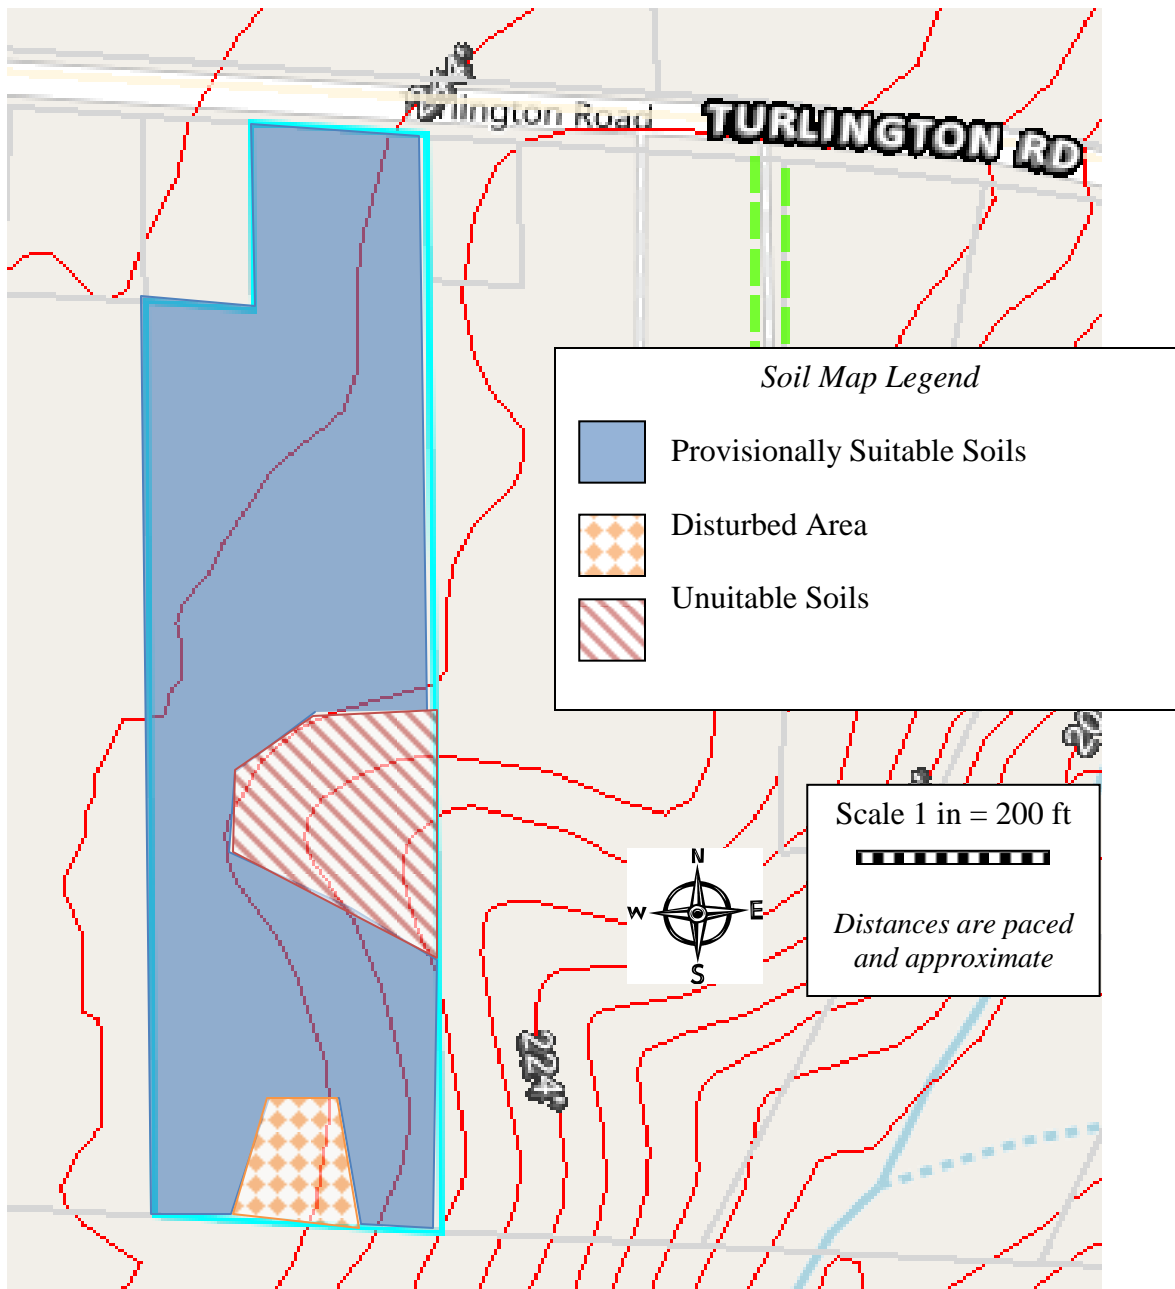 Turlington Road
TURLINGTON RD
Soil Map Legend
Provisionally Suitable Soils
Disturbed Area
Unuitable Soils
Scale 1 in = 200 ft
Distances are paced
and approximate
N
W E
S
224'